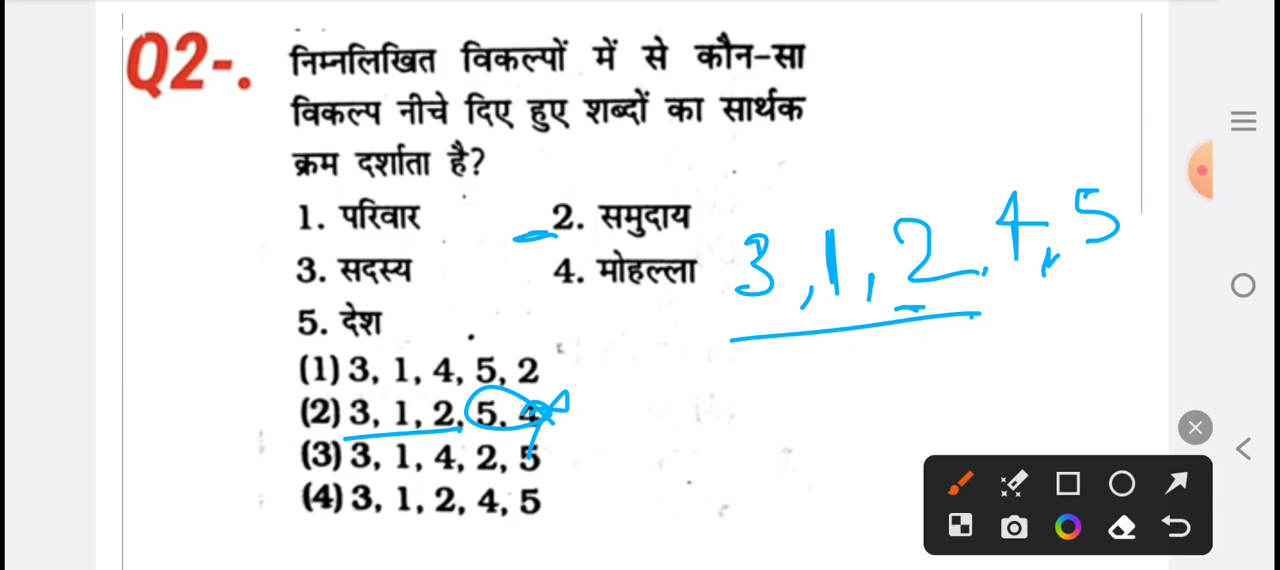 Q2-.
निम्नलिखित विकल्पों में से कौन-सा
विकल्प नीचे दिए हुए शब्दों का सार्थक
क्रम दर्शाता है?
1. परिवार 2. समुदाय
3. सदस्य 4. मोहल्ला
5. देश
3, 1, 2, 4, 5
(1) 3, 1, 4, 5, 2
(2) 3, 1, 2, 5, 4
(3) 3, 1, 4, 2, 5
(4) 3, 1, 2, 4, 5